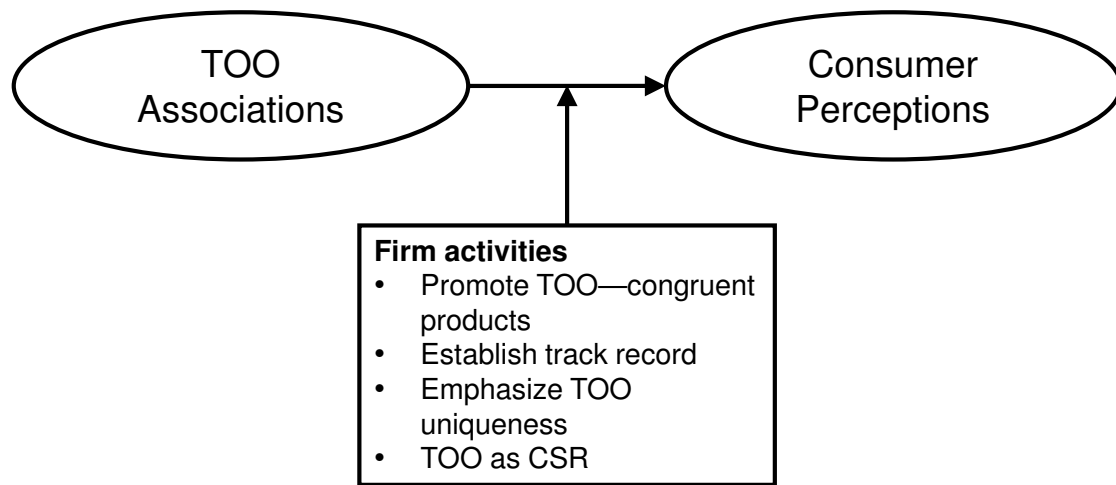 TOO
Associations
Consumer
Perceptions
Firm activities
• Promote TOO—congruent
products
• Establish track record
• Emphasize TOO
uniqueness
• TOO as CSR